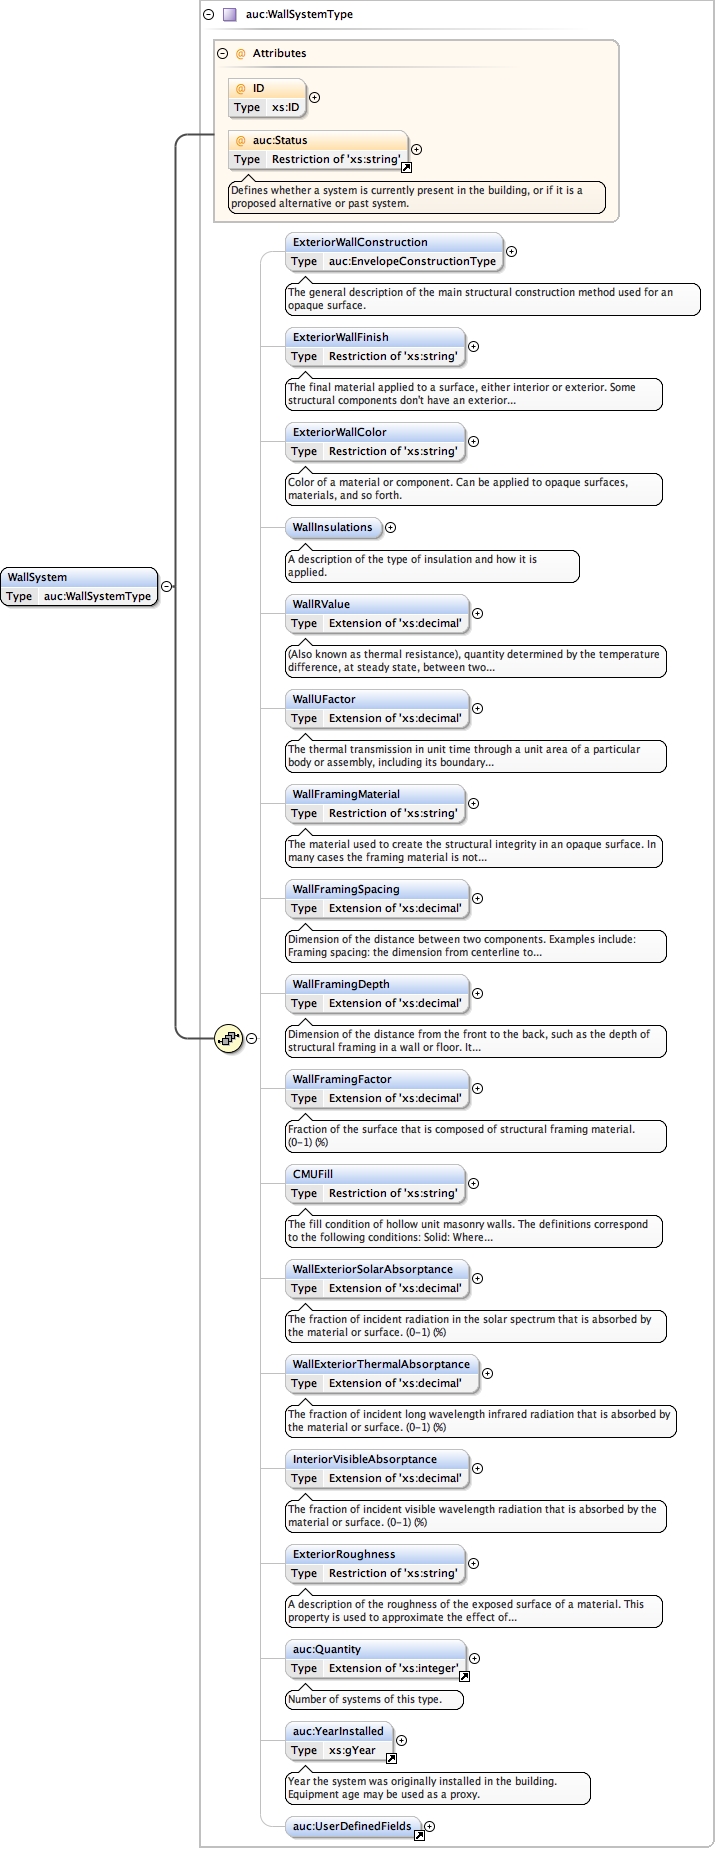 auc:WallSystemType
@ Attributes
@ ID
Type xs:ID
@ auc:Status
Type Restriction of 'xs:string'
Defines whether a system is currently present in the building, or if it is a
proposed alternative or past system.
ExteriorWallConstruction
Type auc:EnvelopeConstructionType
The general description of the main structural construction method used for an
opaque surface.
ExteriorWallFinish
Type Restriction of 'xs:string'
The final material applied to a surface, either interior or exterior. Some
structural components don't have an exterior...
ExteriorWallColor
Type Restriction of 'xs:string'
Color of a material or component. Can be applied to opaque surfaces,
materials, and so forth.
WallInsulations
A description of the type of insulation and how it is
applied.
WallSystem
Type auc:WallSystemType
WallRValue
Type Extension of 'xs:decimal'
(Also known as thermal resistance), quantity determined by the temperature
difference, at steady state, between two...
WallUFactor
Type Extension of 'xs:decimal'
The thermal transmission in unit time through a unit area of a particular
body or assembly, including its boundary...
WallFramingMaterial
Type Restriction of 'xs:string'
The material used to create the structural integrity in an opaque surface. In
many cases the framing material is not...
WallFramingSpacing
Type Extension of 'xs:decimal'
Dimension of the distance between two components. Examples include:
Framing spacing: the dimension from centerline to...
WallFramingDepth
Type Extension of 'xs:decimal'
Dimension of the distance from the front to the back, such as the depth of
structural framing in a wall or floor. It...
WallFramingFactor
Type Extension of 'xs:decimal'
Fraction of the surface that is composed of structural framing material.
(0-1) (%)
CMUFill
Type Restriction of 'xs:string'
The fill condition of hollow unit masonry walls. The definitions correspond
to the following conditions: Solid: Where...
WallExteriorSolarAbsorptance
Type Extension of 'xs:decimal'
The fraction of incident radiation in the solar spectrum that is absorbed by
the material or surface. (0-1) (%)
WallExteriorThermalAbsorptance
Type Extension of 'xs:decimal'
The fraction of incident long wavelength infrared radiation that is absorbed by
the material or surface. (0-1) (%)
InteriorVisibleAbsorptance
Type Extension of 'xs:decimal'
The fraction of incident visible wavelength radiation that is absorbed by the
material or surface. (0-1) (%)
ExteriorRoughness
Type Restriction of 'xs:string'
A description of the roughness of the exposed surface of a material. This
property is used to approximate the effect of...
auc:Quantity
Type Extension of 'xs:integer'
Number of systems of this type.
auc:YearInstalled
Type xs:gYear
Year the system was originally installed in the building.
Equipment age may be used as a proxy.
auc:UserDefinedFields